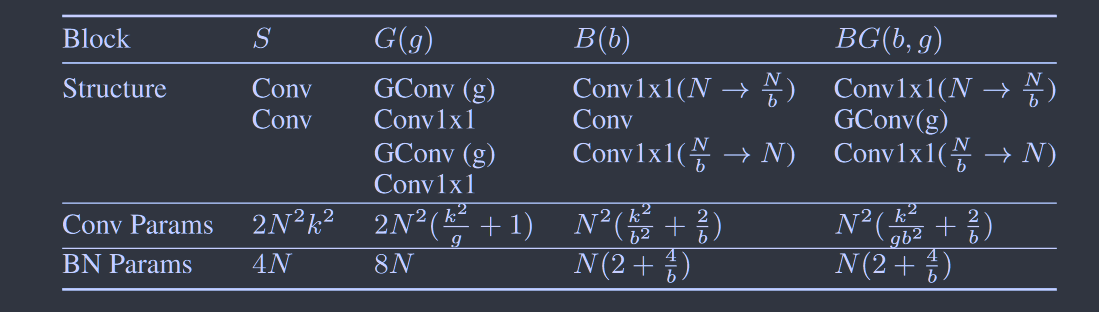 Block S G(g) B(b) BG(b, g)
Structure Conv GConv (g) Conv1x1(N → N/b) Conv1x1(N → N/b)
Conv Conv1x1 Conv GConv(g)
GConv (g) Conv1x1(N/b → N) Conv1x1(N/b → N)
Conv1x1
Conv Params 2N²k² 2N²(k²/g + 1) N²(k²/b² + 2/b) N²(k²/gb² + 2/b)
BN Params 4N 8N N(2 + 4/b) N(2 + 4/b)